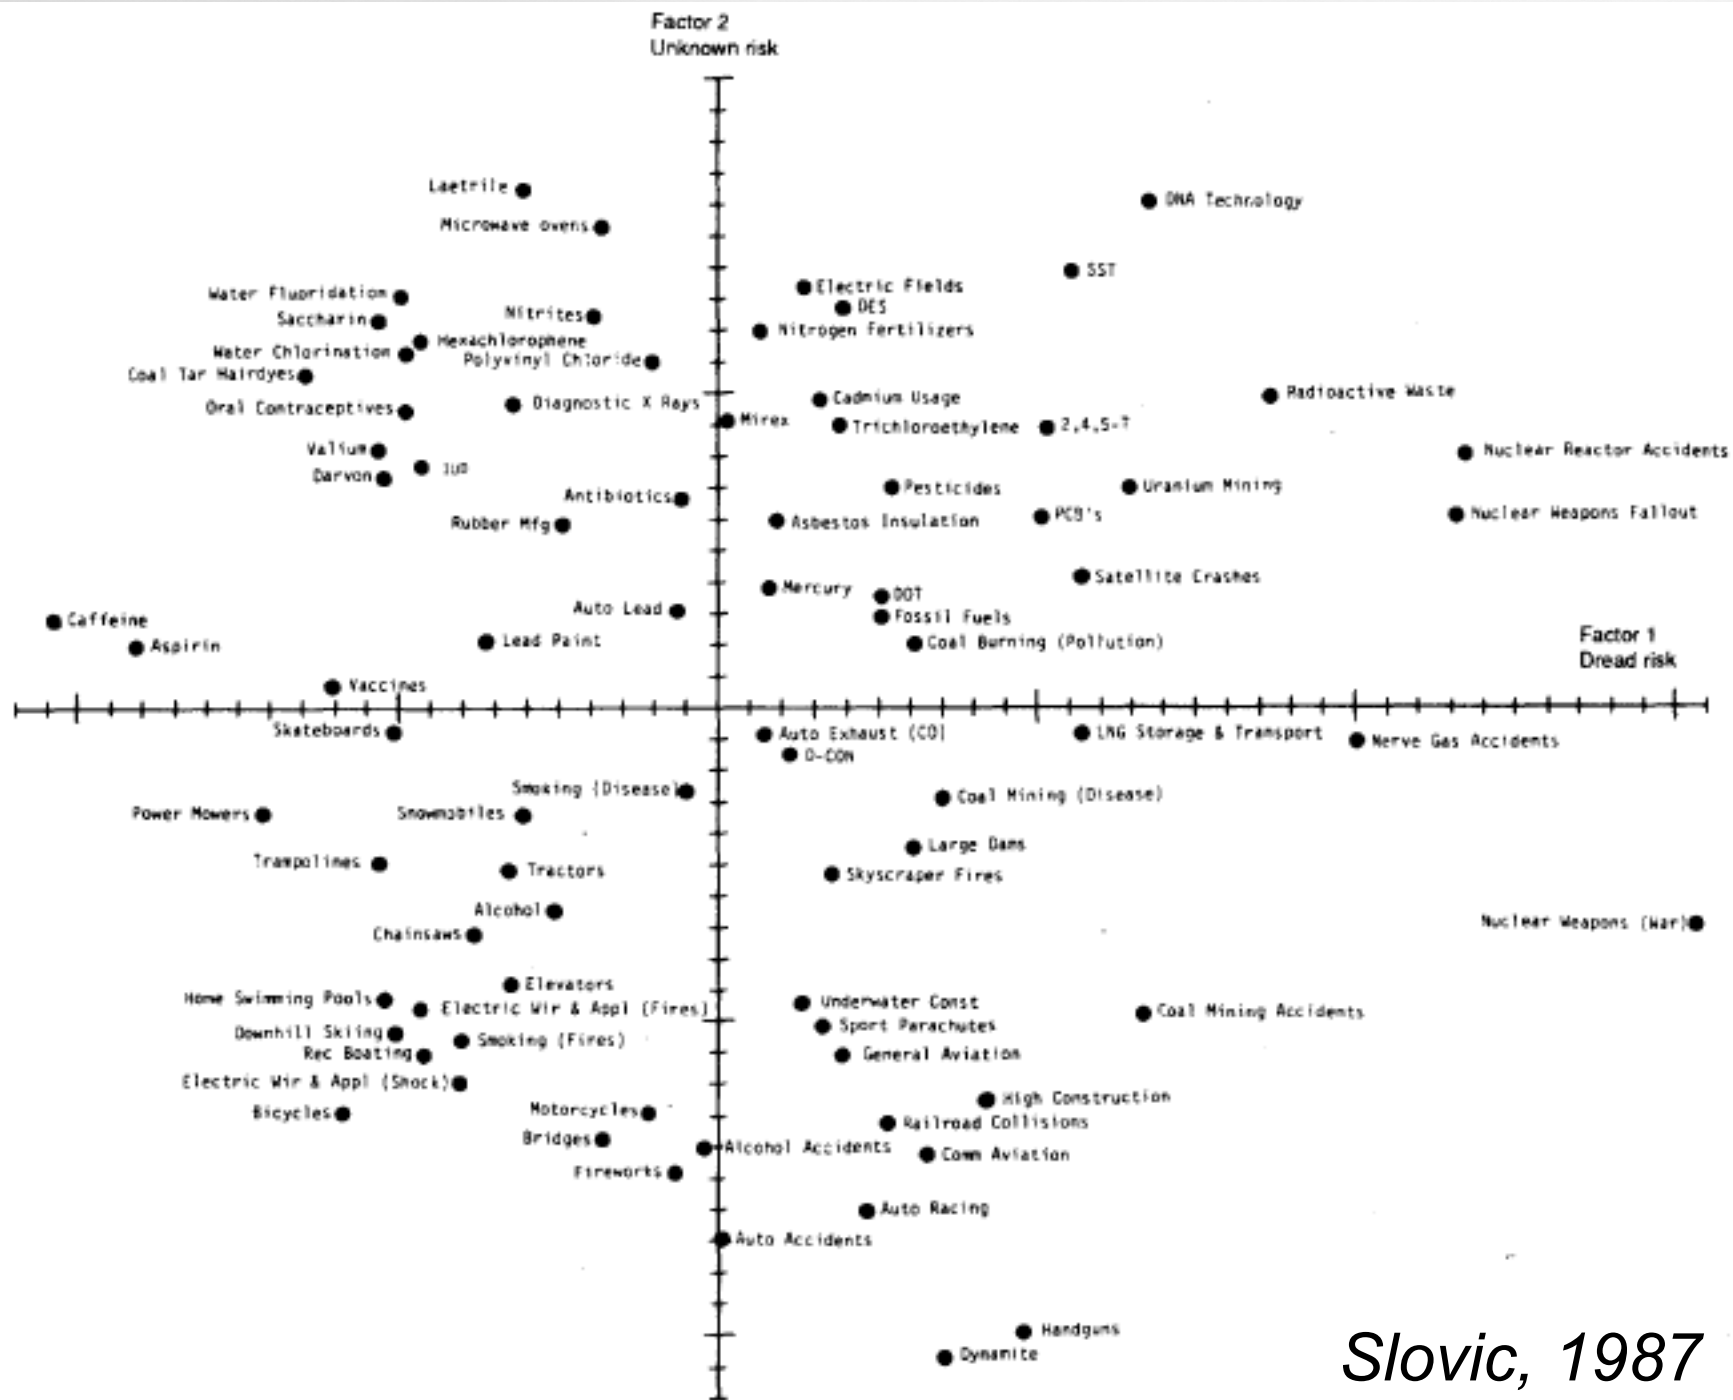 Factor 2
Unknown risk
Laetrile
DNA Technology
Microwave ovens
SST
Electric Fields
Water Fluoridation
DES
Saccharin
Nitrites
Nitrogen Fertilizers
Hexachlorophene
Water Chlorination
Polyvinyl Chloride
Coal Tar Hairdyes
Radioactive Waste
Cadmium Usage
Diagnostic X Rays
Oral Contraceptives
Mirex
Trichloroethylene
2,4,5-T
Valium
Nuclear Reactor Accidents
IUD
Darvon
Pesticides
Uranium Mining
Antibiotics
Nuclear Weapons Fallout
PCB's
Asbestos Insulation
Rubber Mfg
Satellite Crashes
Mercury
DDT
Auto Lead
Fossil Fuels
Caffeine
Factor 1
Dread risk
Lead Paint
Coal Burning (Pollution)
Aspirin
Vaccines
Skateboards
Auto Exhaust (CO)
LNG Storage & Transport
Nerve Gas Accidents
D-CON
Smoking (Disease)
Coal Mining (Disease)
Power Mowers
Snowmobiles
Large Dams
Trampolines
Tractors
Skyscraper Fires
Alcohol
Nuclear Weapons (War)
Chainsaws
Elevators
Home Swimming Pools
Underwater Const
Electric Wir & Appl (Fires)
Coal Mining Accidents
Sport Parachutes
Downhill Skiing
Smoking (Fires)
Rec Boating
General Aviation
Electric Wir & Appl (Shock)
High Construction
Bicycles
Motorcycles
Railroad Collisions
Bridges
Alcohol Accidents
Comm Aviation
Fireworks
Auto Racing
Auto Accidents
Handguns
Dynamite
Slovic, 1987